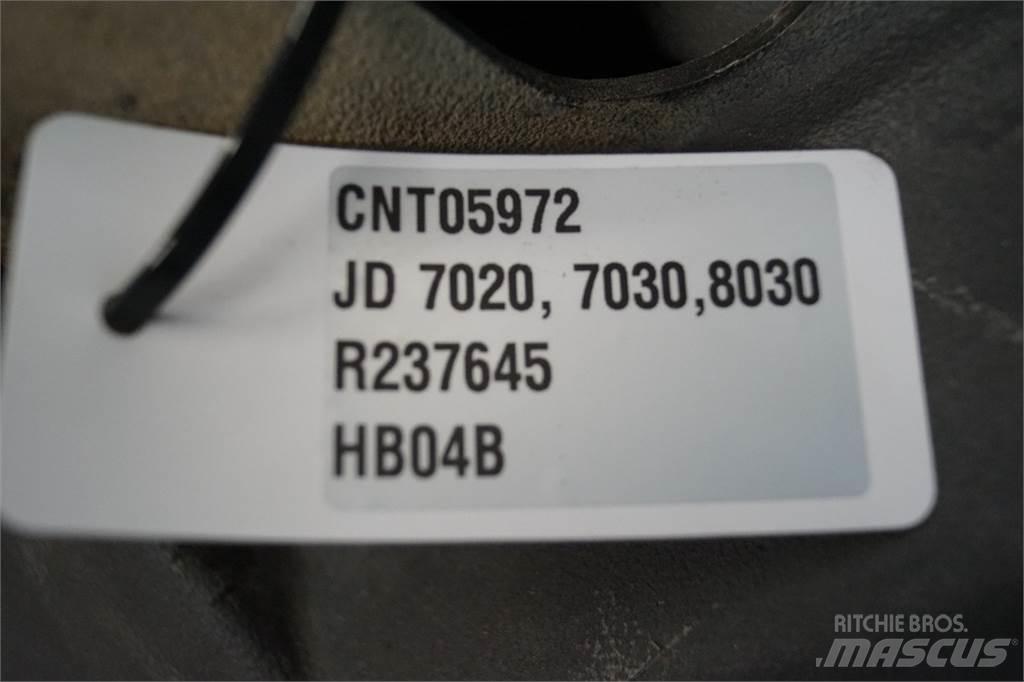 CNT05972
JD 7020, 7030,8030
R237645
HB04B
RITCHIE BROS.
MASCUS